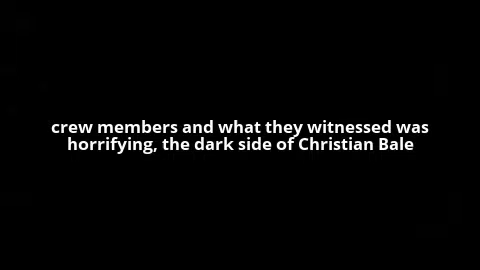 crew members and what they witnessed was
horrifying, the dark side of Christian Bale